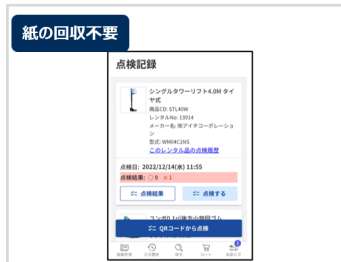 紙の回収不要
点検記録
シングルタワーリフト4.0M タイ
ヤ式
商品CD: STL40W
レンタルNo: 13914
メーカー名: ㈱アイチコーポレーショ
ン
型式: WM04C1NS
このレンタル品の点検履歴
点検日: 2022/12/14(水) 11:55
点検結果: ○9 ×1
点検結果
点検する
QRコードから点検
カート